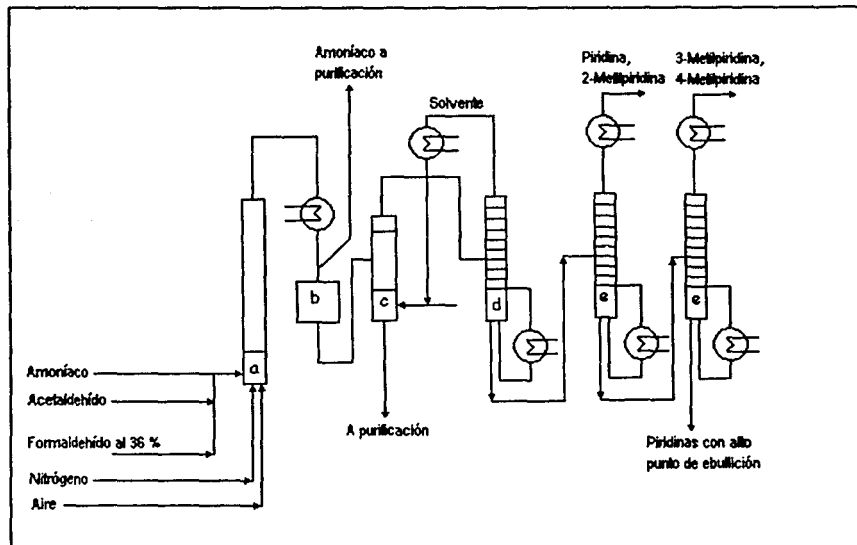 Amoníaco a
purificación
Piridina,
2-Metilpiridina
3-Metilpiridina,
4-Metilpiridina
Solvente
a
b
c
d
e
e
Amoníaco
Acetaldehído
Formaldehído al 36 %
Nitrógeno
Aire
A purificación
Piridinas con alto
punto de ebullición